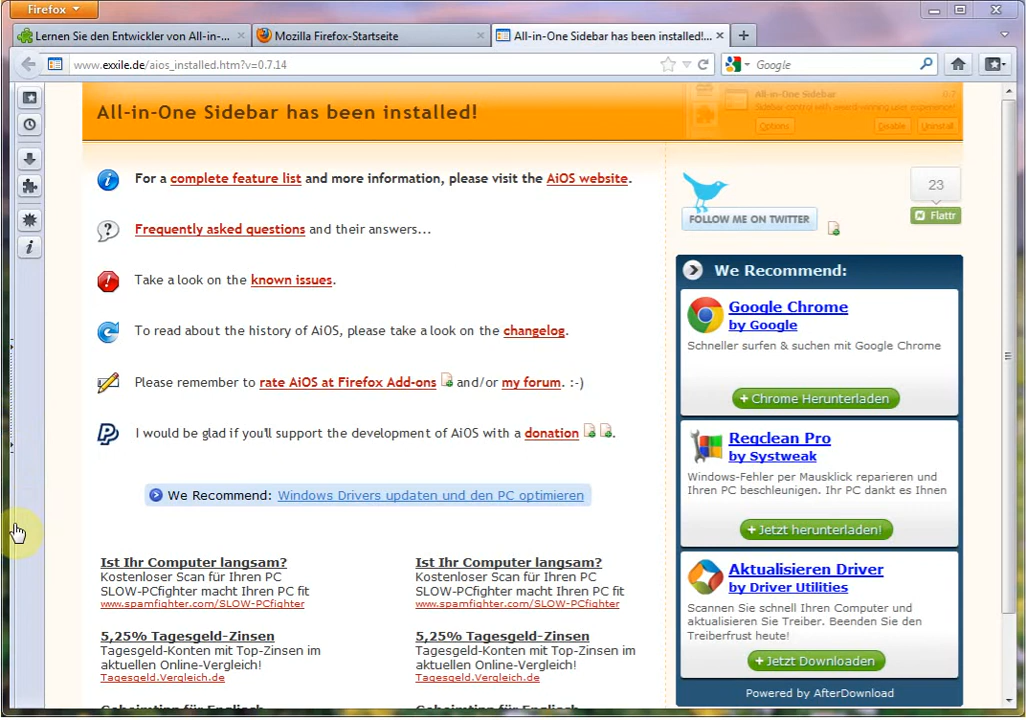 Firefox
Lernen Sie den Entwickler von All-in-...
Mozilla Firefox-Startseite
All-in-One Sidebar has been installed!...
www.exxile.de/aios_installed.htm?v=0.7.14
Google
All-in-One Sidebar has been installed!
All-in-One Sidebar
0.7
Sidebar control with award-winning user experience!
Options
Disable
Uninstall
For a complete feature list and more information, please visit the AiOS website.
Frequently asked questions and their answers...
Take a look on the known issues.
To read about the history of AiOS, please take a look on the changelog.
Please remember to rate AiOS at Firefox Add-ons and/or my forum. :-)
I would be glad if you'll support the development of AiOS with a donation.
We Recommend: Windows Drivers updaten und den PC optimieren
Ist Ihr Computer langsam?
Kostenloser Scan für Ihren PC
SLOW-PCfighter macht Ihren PC fit
www.spamfighter.com/SLOW-PCfighter
5,25% Tagesgeld-Zinsen
Tagesgeld-Konten mit Top-Zinsen im
aktuellen Online-Vergleich!
Tagesgeld.Vergleich.de
Ist Ihr Computer langsam?
Kostenloser Scan für Ihren PC
SLOW-PCfighter macht Ihren PC fit
www.spamfighter.com/SLOW-PCfighter
5,25% Tagesgeld-Zinsen
Tagesgeld-Konten mit Top-Zinsen im
aktuellen Online-Vergleich!
Tagesgeld.Vergleich.de
FOLLOW ME ON TWITTER
23
Flattr
We Recommend:
Google Chrome
by Google
Schneller surfen & suchen mit Google Chrome
+ Chrome Herunterladen
Regclean Pro
by Systweak
Windows-Fehler per Mausklick reparieren und
Ihren PC beschleunigen. Ihr PC dankt es Ihnen
+ Jetzt herunterladen!
Aktualisieren Driver
by Driver Utilities
Scannen Sie schnell Ihren Computer und
aktualisieren Sie Treiber. Beenden Sie den
Treiberfrust heute!
+ Jetzt Downloaden
Powered by AfterDownload